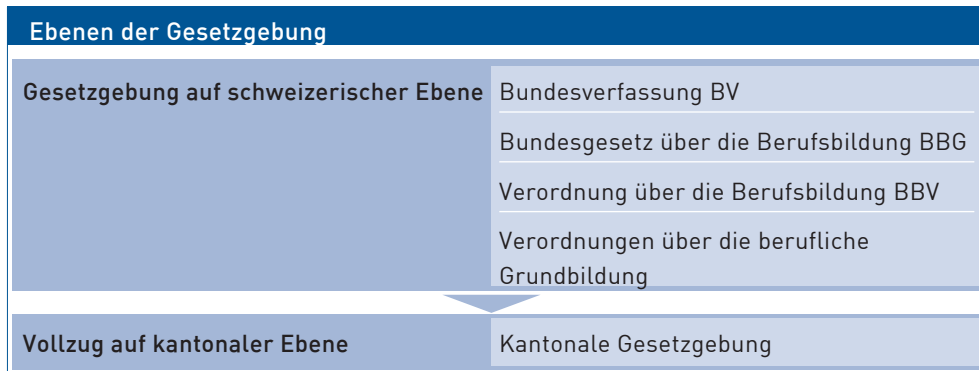 Ebenen der Gesetzgebung
Gesetzgebung auf schweizerischer Ebene
Bundesverfassung BV
Bundesgesetz über die Berufsbildung BBG
Verordnung über die Berufsbildung BBV
Verordnungen über die berufliche
Grundbildung
Vollzug auf kantonaler Ebene
Kantonale Gesetzgebung